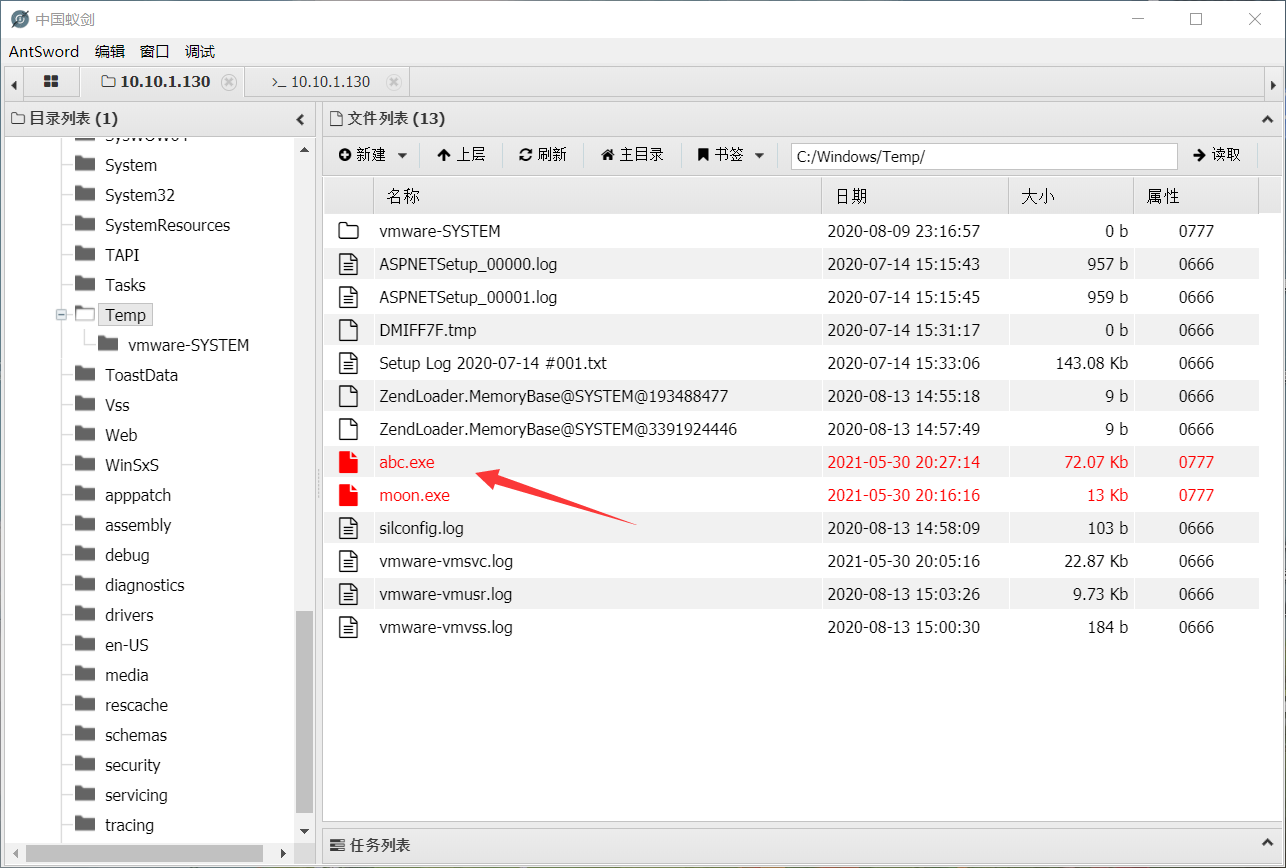 中国蚁剑
AntSword 编辑 窗口 调试
10.10.1.130 >_ 10.10.1.130
目录列表 (1)
System
System32
SystemResources
TAPI
Tasks
Temp
vmware-SYSTEM
ToastData
Vss
Web
WinSxS
apppatch
assembly
debug
diagnostics
drivers
en-US
media
rescache
schemas
security
servicing
tracing
文件列表 (13)
新建 上层 刷新 主目录 书签 C:/Windows/Temp/ 读取
名称 日期 大小 属性
vmware-SYSTEM 2020-08-09 23:16:57 0 b 0777
ASPNETSetup_00000.log 2020-07-14 15:15:43 957 b 0666
ASPNETSetup_00001.log 2020-07-14 15:15:45 959 b 0666
DMIFF7F.tmp 2020-07-14 15:31:17 0 b 0666
Setup Log 2020-07-14 #001.txt 2020-07-14 15:33:06 143.08 Kb 0666
ZendLoader.MemoryBase@SYSTEM@193488477 2020-08-13 14:55:18 9 b 0666
ZendLoader.MemoryBase@SYSTEM@3391924446 2020-08-13 14:57:49 9 b 0666
abc.exe 2021-05-30 20:27:14 72.07 Kb 0777
moon.exe 2021-05-30 20:16:16 13 Kb 0777
silconfig.log 2020-08-13 14:58:09 103 b 0666
vmware-vmsvc.log 2021-05-30 20:05:16 22.87 Kb 0666
vmware-vmusr.log 2020-08-13 15:03:26 9.73 Kb 0666
vmware-vmvss.log 2020-08-13 15:00:30 184 b 0666
任务列表